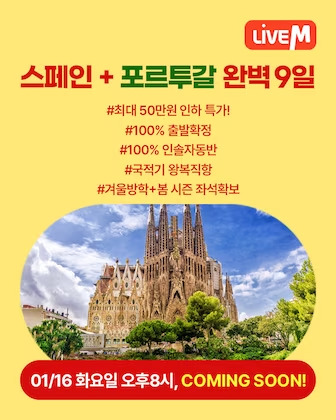 LIVE M
스페인 + 포르투갈 완벽 9일
#최대 50만원 인하 특가!
#100% 출발확정
#100% 인솔자동반
#국적기 왕복직항
#겨울방학+봄 시즌 좌석확보
01/16 화요일 오후8시, COMING SOON!